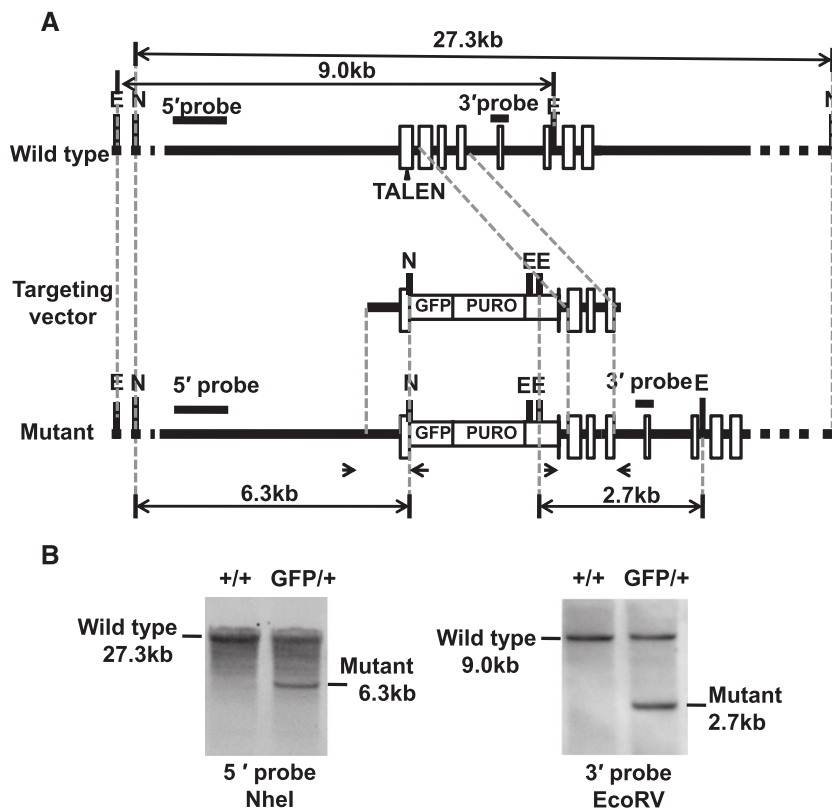 A
27.3kb
9.0kb
E N 5′probe 3′probe E N
Wild type
TALEN
N EE
Targeting
vector
GFP PURO
E N 5′ probe N EE 3′ probe E
Mutant
GFP PURO
6.3kb 2.7kb
B
+/+ GFP/+
Wild type
27.3kb
Mutant
6.3kb
5 ′ probe
NheI
+/+ GFP/+
Wild type
9.0kb
Mutant
2.7kb
3′ probe
EcoRV